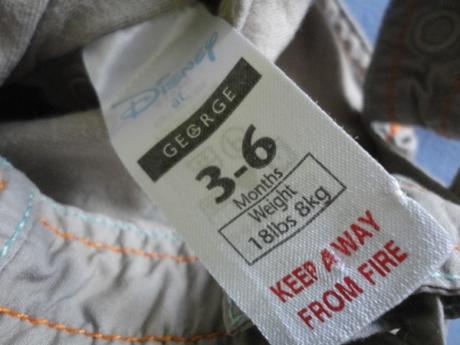 Disney
at
GEORGE
3-6
Months
Weight
18lbs 8kg
KEEP AWAY
FROM FIRE